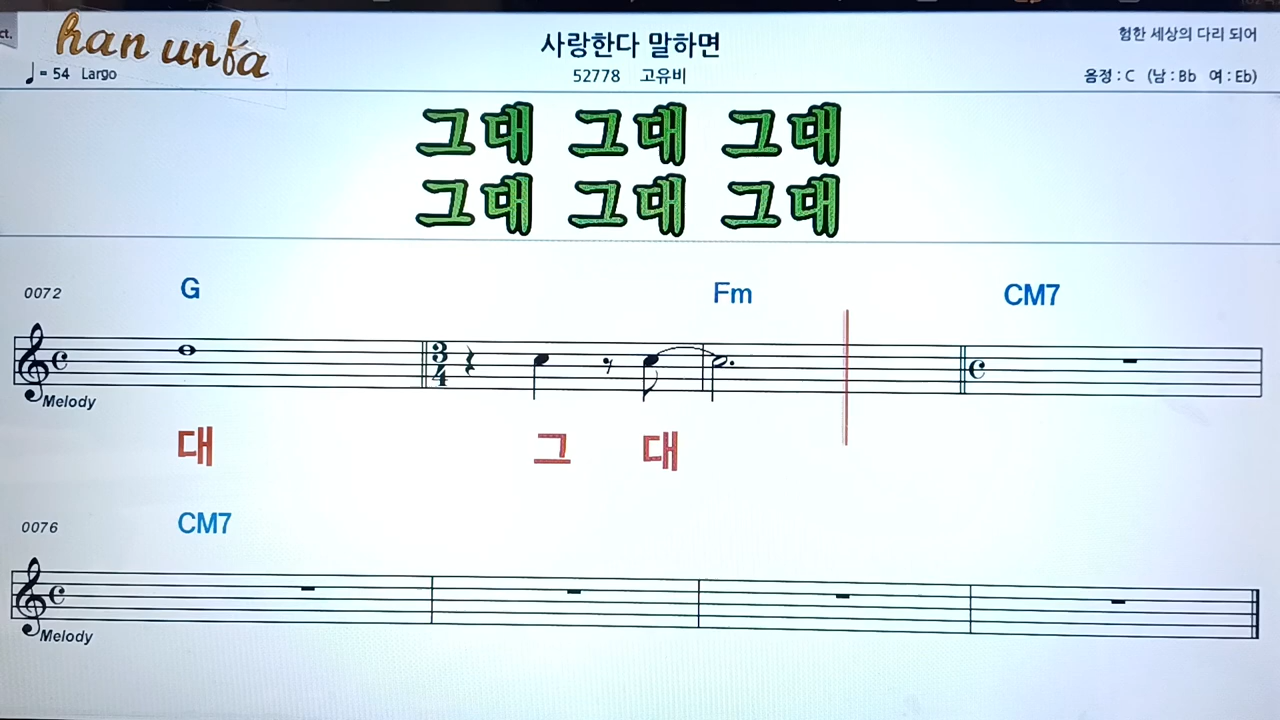 ct.
han unfa
사랑한다 말하면
험한 세상의 다리 되어
♩= 54 Largo
52778 고유비
음정 : C (남 : Bb 여 : Eb)
그대 그대 그대
그대 그대 그대
0072 G Fm CM7
3/4
Melody
대 그 대
0076 CM7
Melody